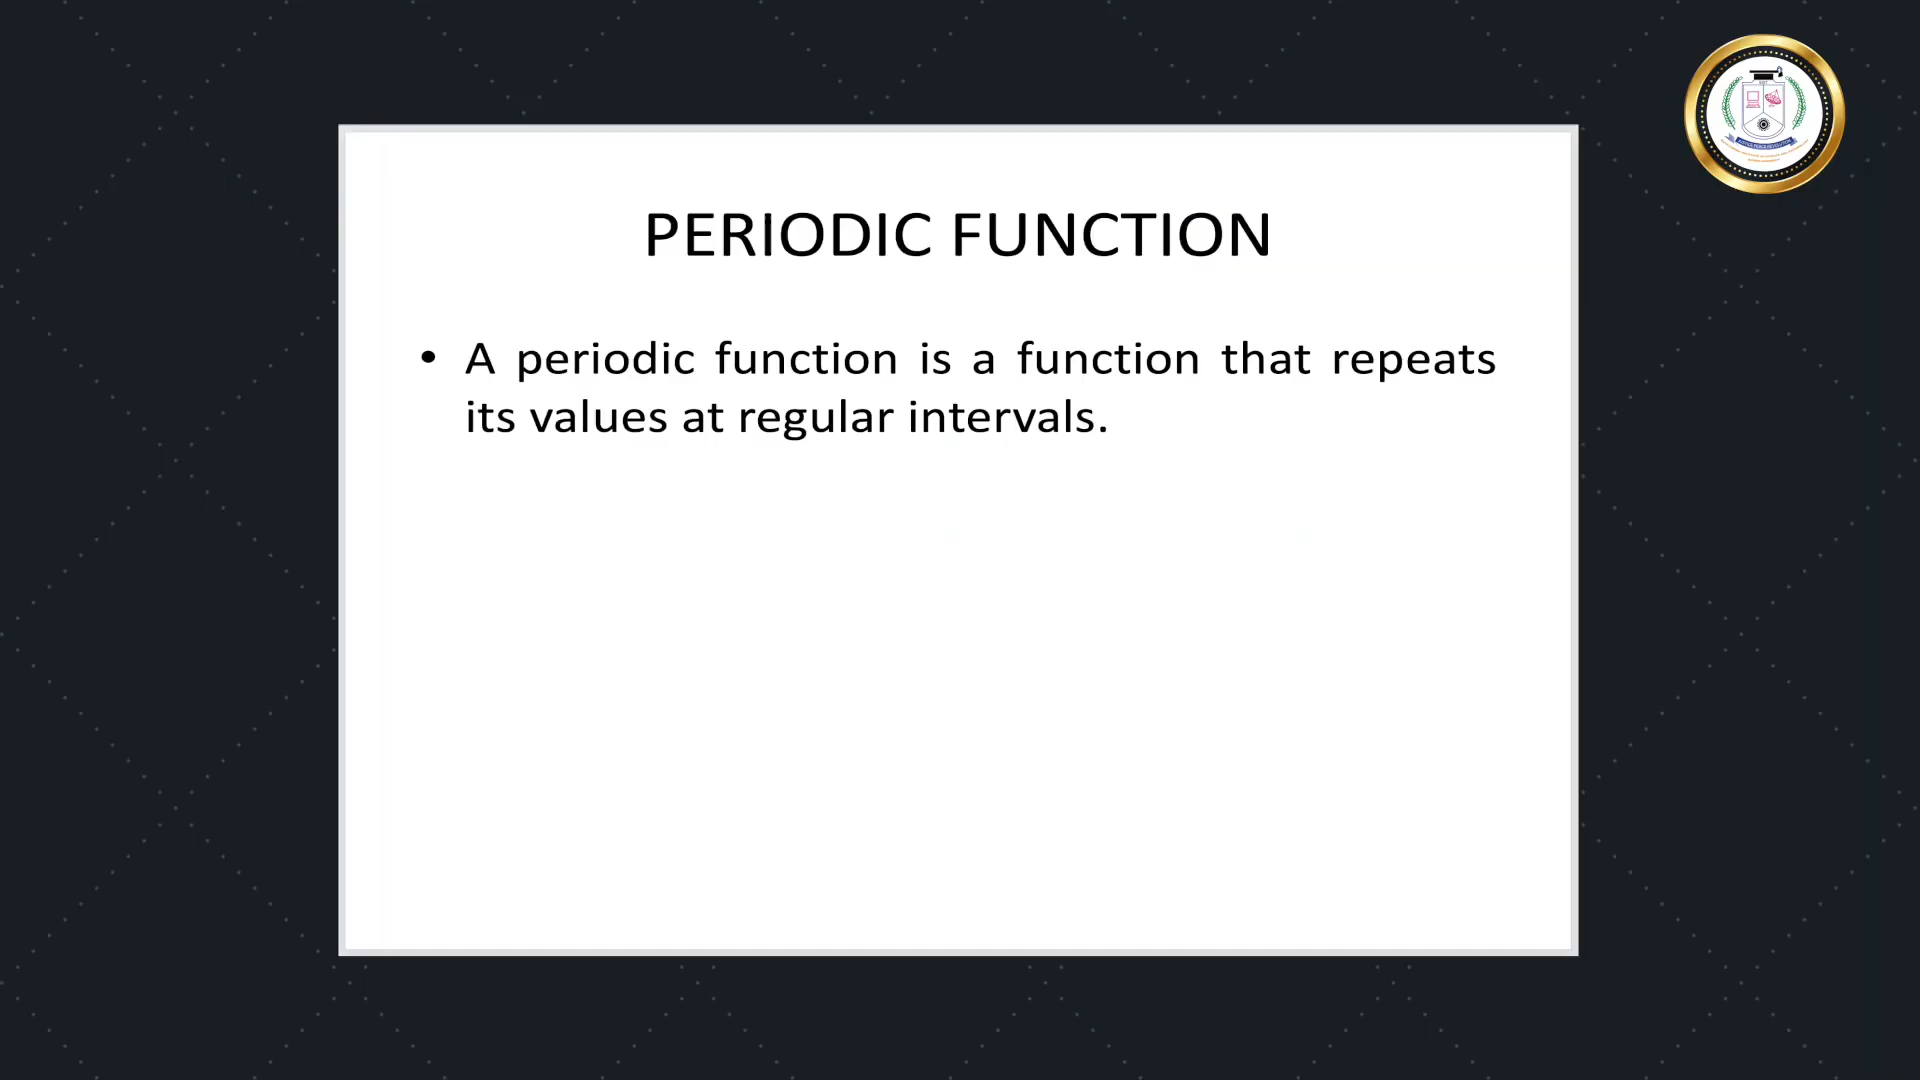 PERIODIC FUNCTION
• A periodic function is a function that repeats
its values at regular intervals.